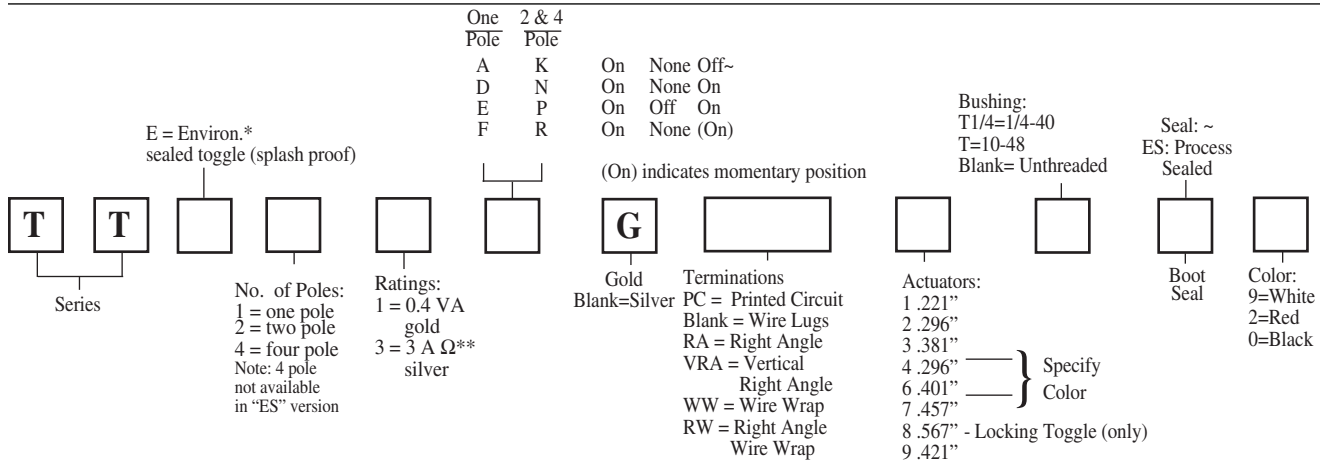 One 2 & 4
Pole Pole
A K On None Off~
D N On None On
E P On Off On
F R On None (On)
(On) indicates momentary position
E = Environ.*
sealed toggle (splash proof)
Bushing:
T1/4=1/4-40
T=10-48
Blank= Unthreaded
Seal: ~
ES: Process
Sealed
T T G
Series
No. of Poles:
1 = one pole
2 = two pole
4 = four pole
Note: 4 pole
not available
in “ES” version
Ratings:
1 = 0.4 VA
gold
3 = 3 A Ω**
silver
Gold
Blank=Silver
Terminations
PC = Printed Circuit
Blank = Wire Lugs
RA = Right Angle
VRA = Vertical
Right Angle
WW = Wire Wrap
RW = Right Angle
Wire Wrap
Actuators:
1 .221”
2 .296”
3 .381”
4 .296”
6 .401”
7 .457”
8 .567” - Locking Toggle (only)
9 .421”
Specify
Color
Boot
Seal
Color:
9=White
2=Red
0=Black